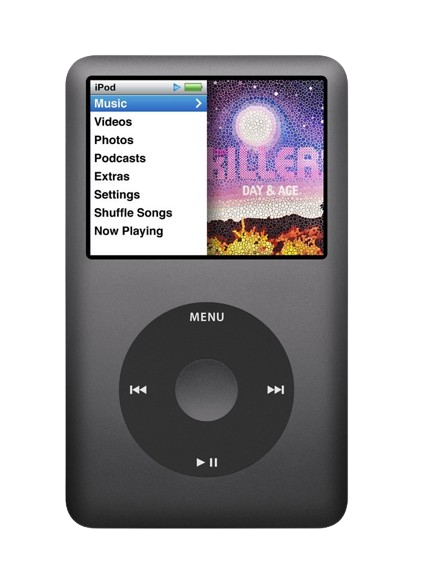 iPod
Music
Videos
Photos
Podcasts
Extras
Settings
Shuffle Songs
Now Playing
KILLER
DAY & AGE
MENU